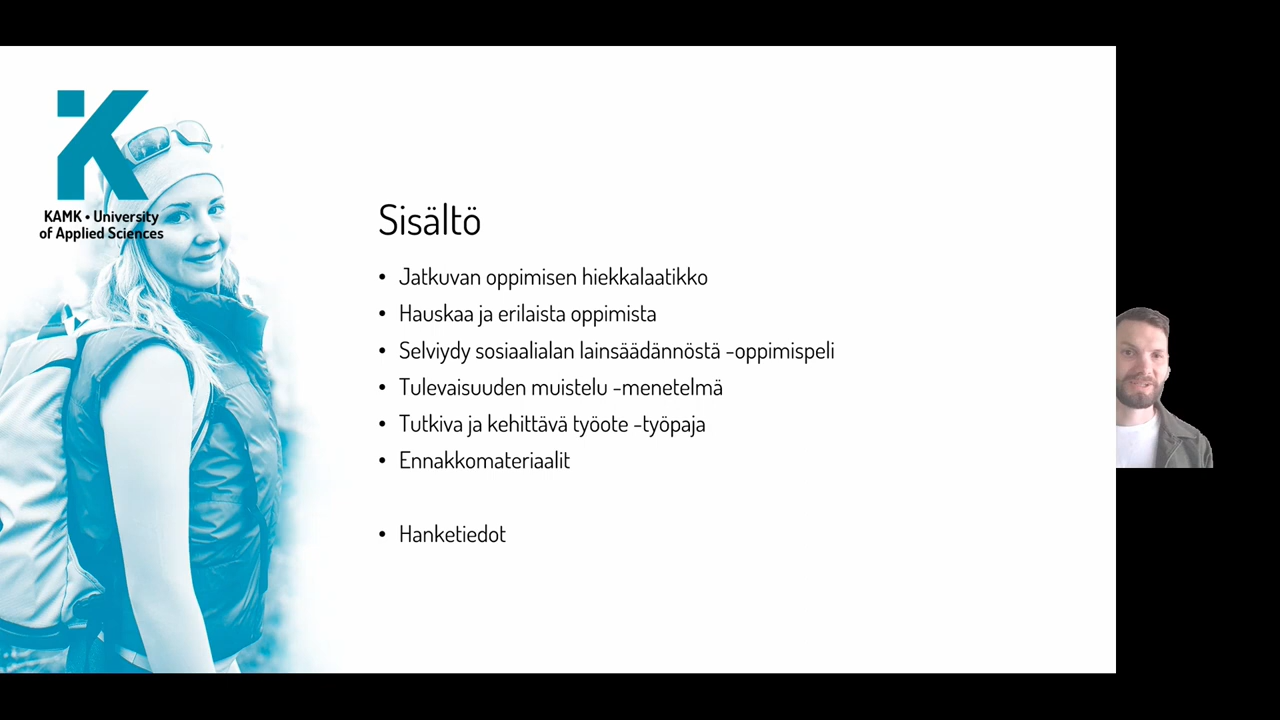 KAMK • University
of Applied Sciences
Sisältö
• Jatkuvan oppimisen hiekkalaatikko
• Hauskaa ja erilaista oppimista
• Selviydy sosiaalialan lainsäädännöstä -oppimispeli
• Tulevaisuuden muistelu -menetelmä
• Tutkiva ja kehittävä työote -työpaja
• Ennakkomateriaalit
• Hanketiedot